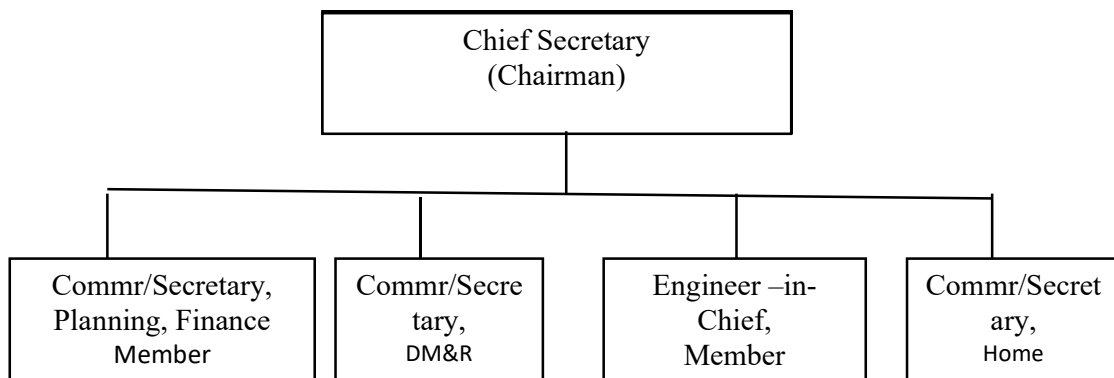 Chief Secretary
(Chairman)
Commr/Secretary,
Planning, Finance
Member
Commr/Secre
tary,
DM&R
Engineer –in-
Chief,
Member
Commr/Secret
ary,
Home